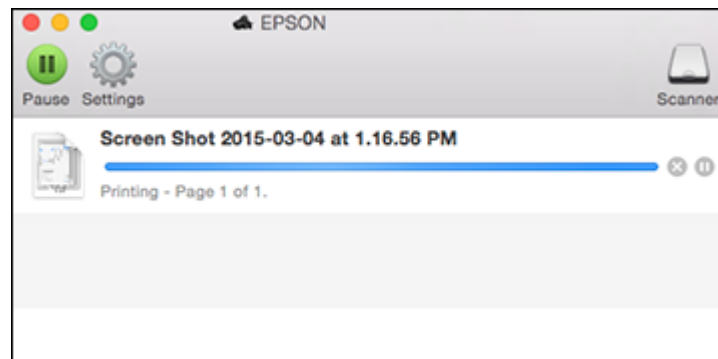 EPSON
Pause Settings
Scanner
Screen Shot 2015-03-04 at 1.16.56 PM
Printing - Page 1 of 1.